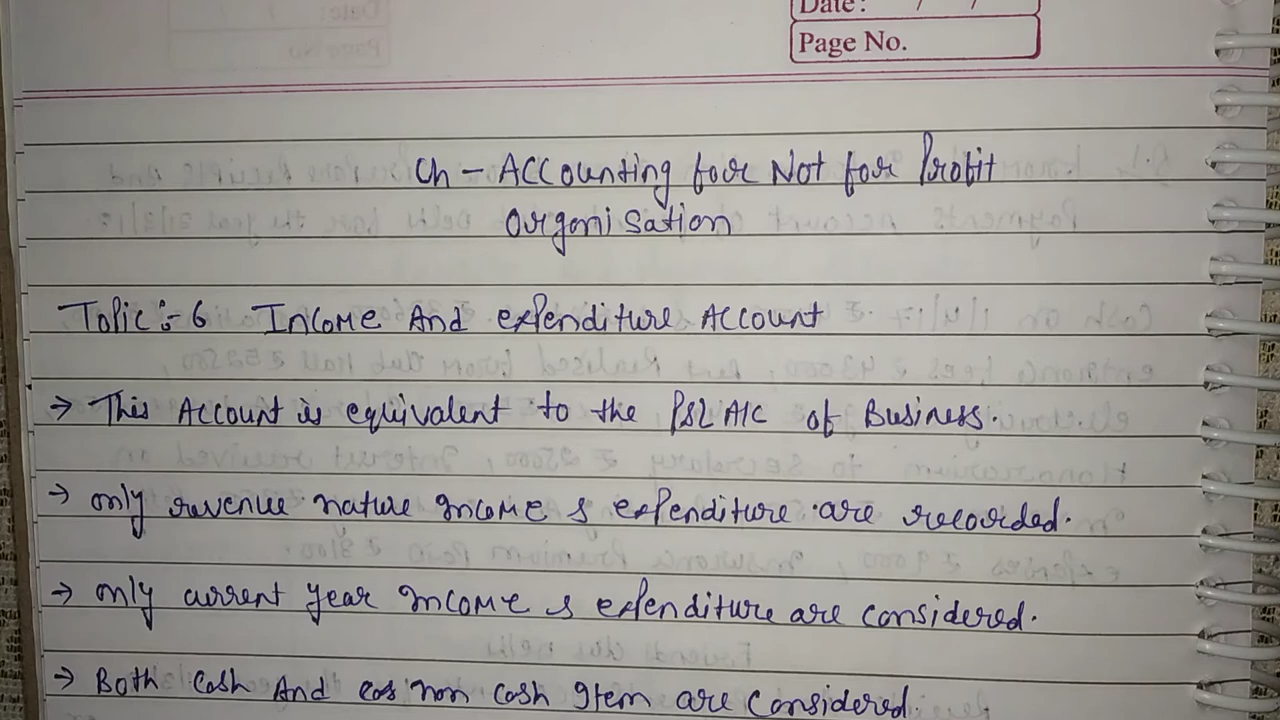 Date: / /
Page No.
Ch - Accounting for Not for Profit
Organisation
Topic:- 6 Income And expenditure Account
→ This Account is equivalent to the P&L A/C of Business.
→ only revenue nature Income & expenditure are recorded.
→ only current year Income & expenditure are considered.
→ Both Cash And non Cash Item are Considered.